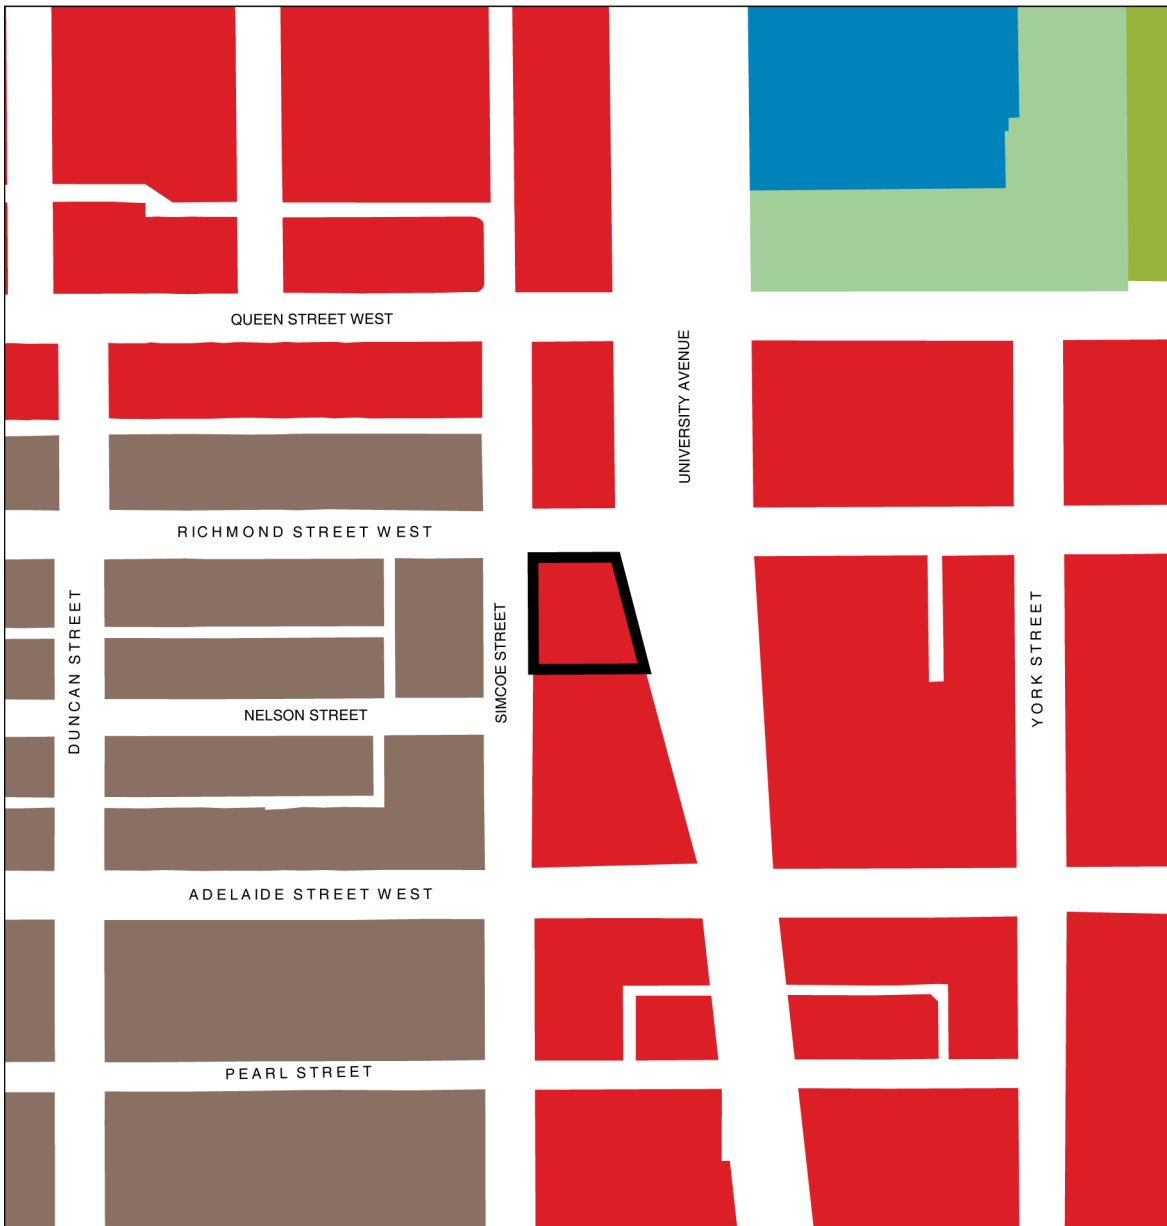 QUEEN STREET WEST
UNIVERSITY AVENUE
RICHMOND STREET WEST
DUNCAN STREET
SIMCOE STREET
YORK STREET
NELSON STREET
ADELAIDE STREET WEST
PEARL STREET